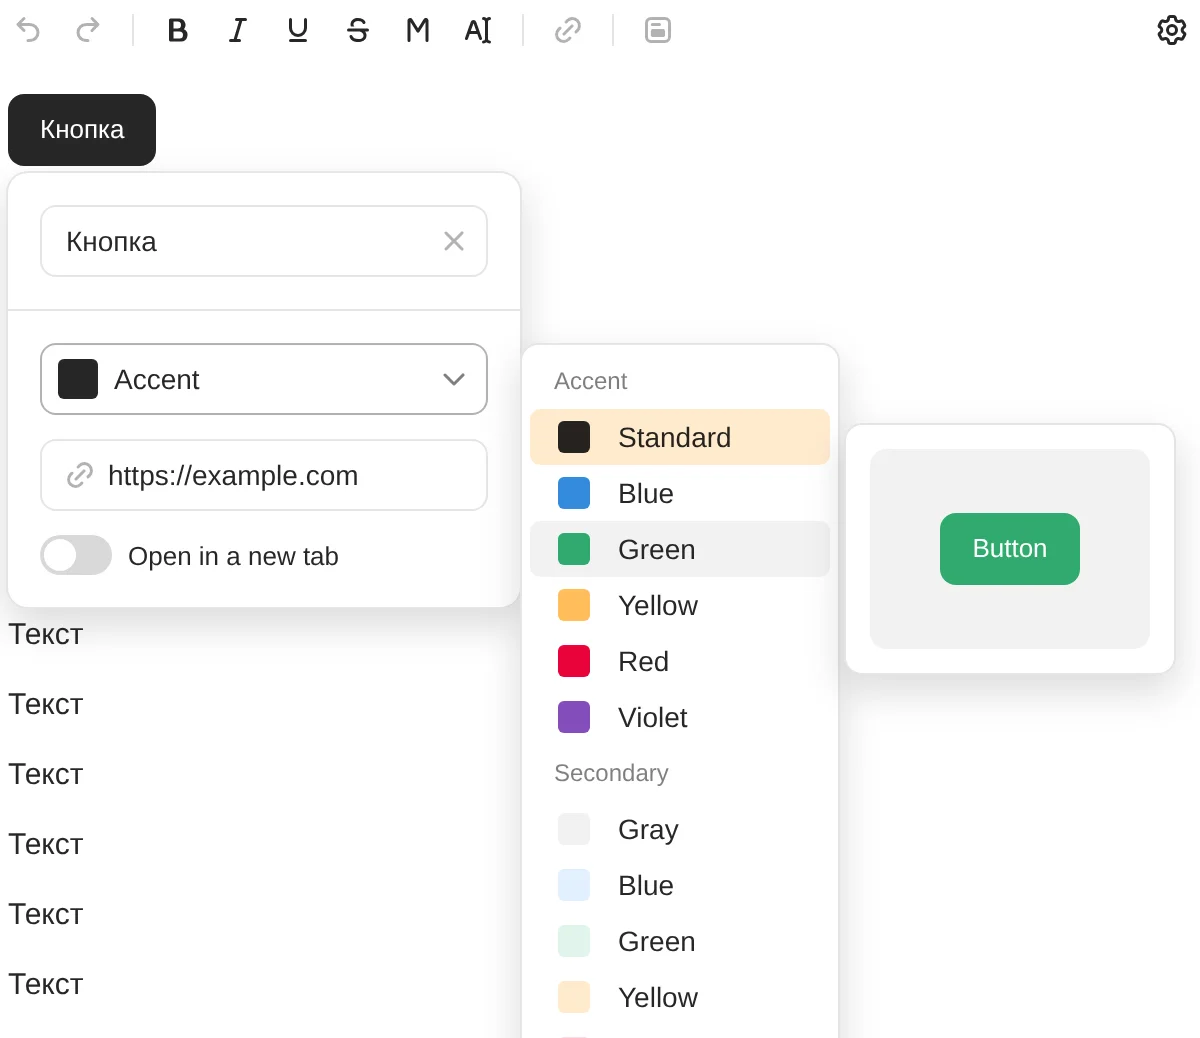 Кнопка
Кнопка
Accent
https://example.com
Open in a new tab
Accent
Standard
Blue
Green
Yellow
Red
Violet
Secondary
Gray
Blue
Green
Yellow
Button
Текст
Текст
Текст
Текст
Текст
Текст